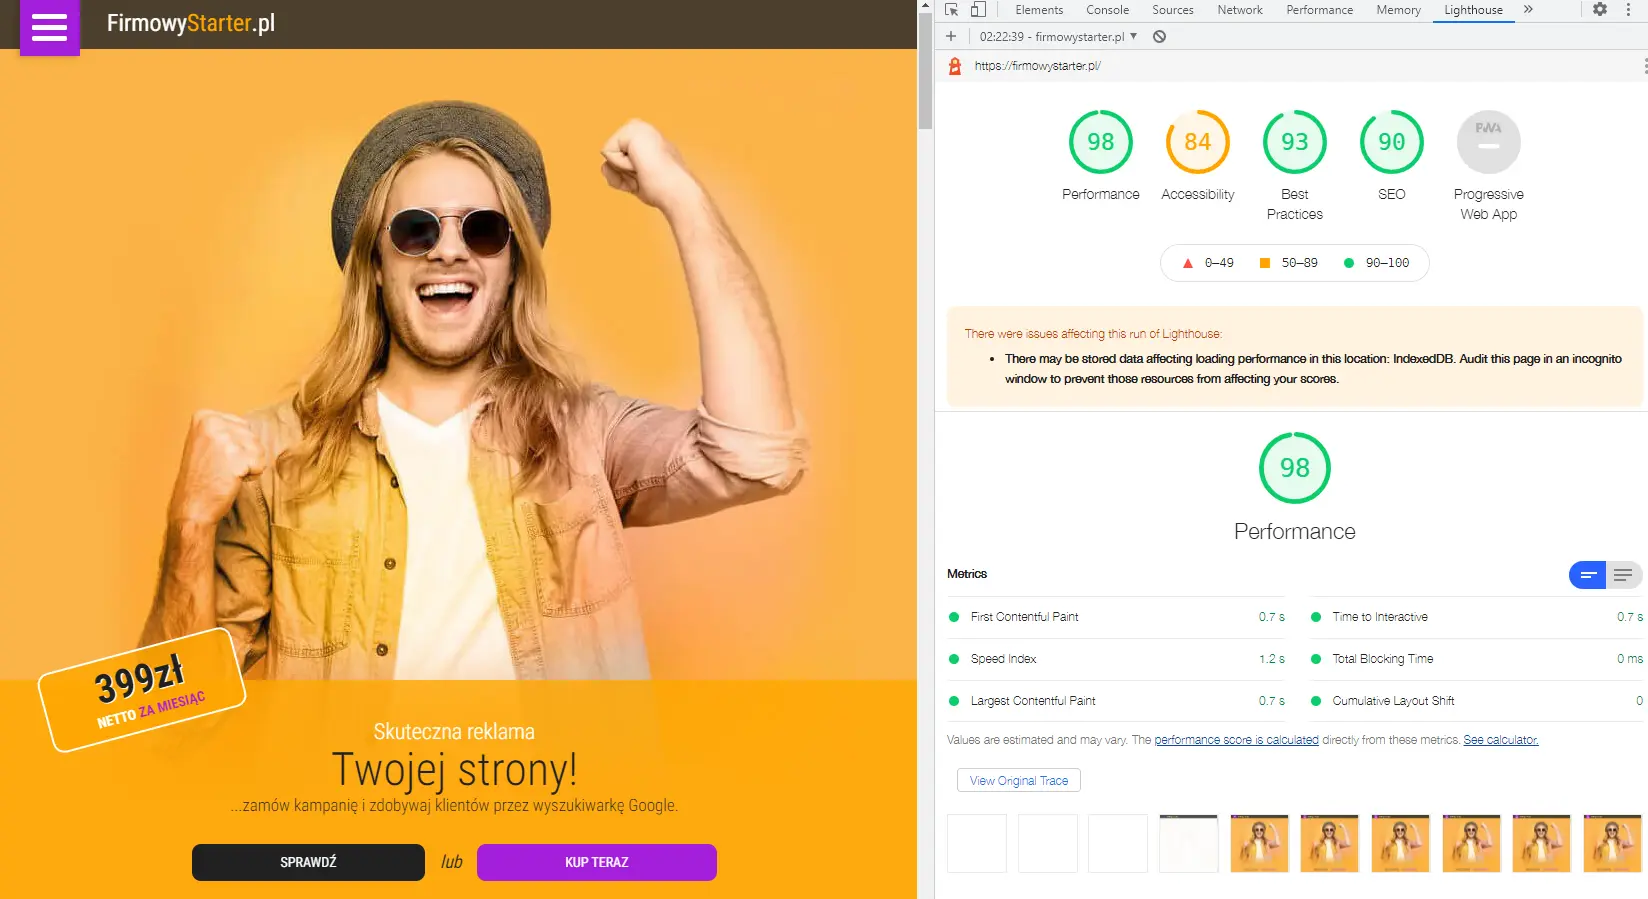 FirmowyStarter.pl
399zł
NETTO ZA MIESIĄC
Skuteczna reklama
Twojej strony!
...zamów kampanię i zdobywaj klientów przez wyszukiwarkę Google.
SPRAWDŹ
lub
KUP TERAZ
Elements Console Sources Network Performance Memory Lighthouse
02:22:39 - firmowystarter.pl
https://firmowystarter.pl/
98 84 93 90 PWA
Performance Accessibility Best Practices SEO Progressive Web App
0–49 50–89 90–100
There were issues affecting this run of Lighthouse:
There may be stored data affecting loading performance in this location: IndexedDB. Audit this page in an incognito
window to prevent those resources from affecting your scores.
98
Performance
Metrics
First Contentful Paint 0.7 s
Time to Interactive 0.7 s
Speed Index 1.2 s
Total Blocking Time 0 ms
Largest Contentful Paint 0.7 s
Cumulative Layout Shift 0
Values are estimated and may vary. The performance score is calculated directly from these metrics. See calculator.
View Original Trace